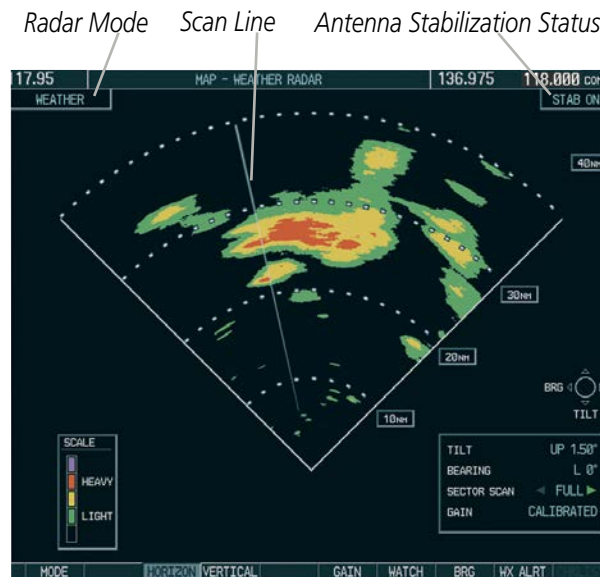 Radar Mode Scan Line Antenna Stabilization Status
17.95 MAP - WEATHER RADAR 136.975 118.000 COM
WEATHER STAB ON
40NM
30NM
20NM
BRG
TILT
10NM
SCALE
HEAVY
LIGHT
TILT UP 1.50°
BEARING L 0°
SECTOR SCAN FULL
GAIN CALIBRATED
MODE HORIZON VERTICAL GAIN WATCH BRG WX ALRT